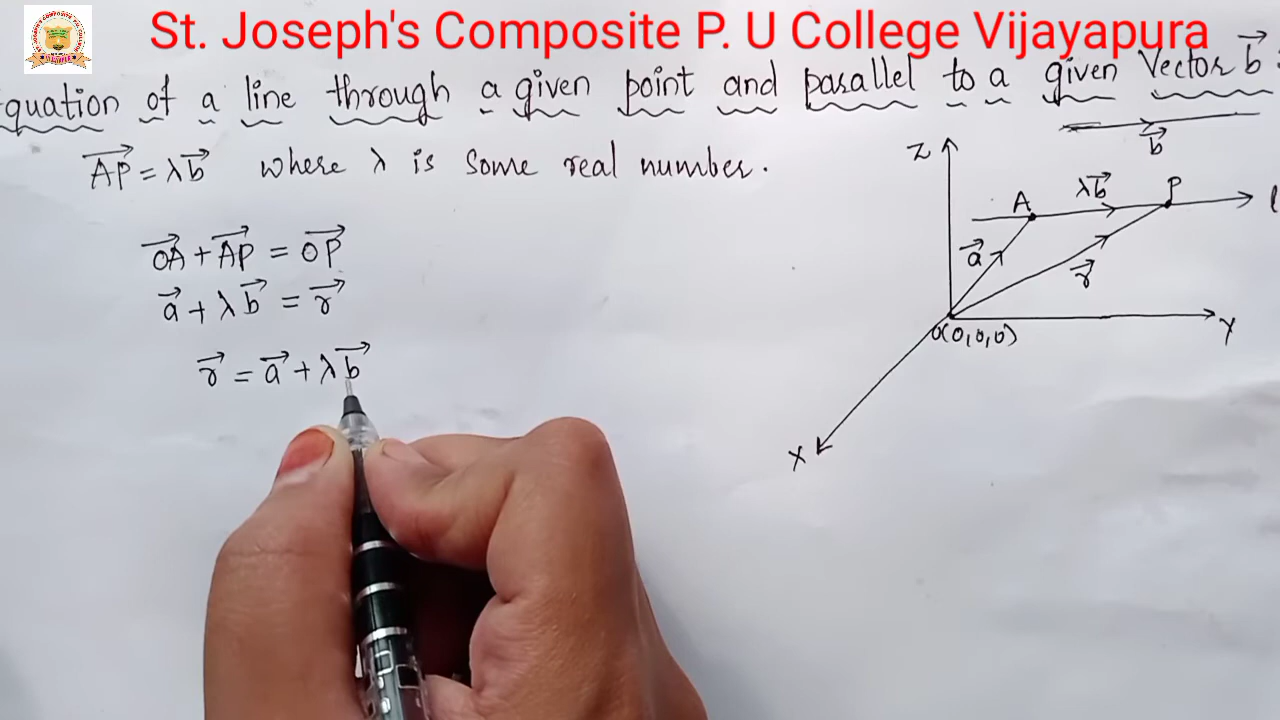 St. Joseph's Composite P. U College Vijayapura
quation of a line through a given point and parallel to a given Vector b⃗ :
AP⃗ = λb⃗ where λ is some real number.
OA⃗ + AP⃗ = OP⃗
a⃗ + λb⃗ = r⃗
r⃗ = a⃗ + λb⃗
b⃗
Z
A
λb⃗
P
l
a⃗
r⃗
O(0,0,0)
Y
X